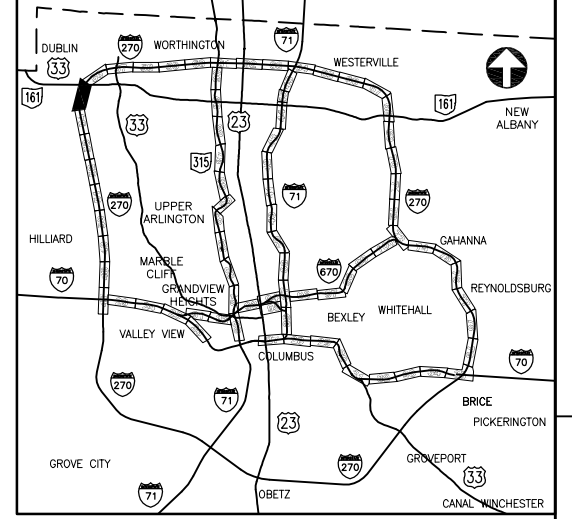 DUBLIN
33
270
WORTHINGTON
71
WESTERVILLE
161
33
23
161
NEW
ALBANY
315
270
UPPER
ARLINGTON
71
270
HILLIARD
GAHANNA
70
MARBLE
CLIFF
670
GRANDVIEW
HEIGHTS
REYNOLDSBURG
VALLEY VIEW
BEXLEY
WHITEHALL
COLUMBUS
70
270
71
23
BRICE
PICKERINGTON
GROVE CITY
270
GROVEPORT
33
71
OBETZ
CANAL WINCHESTER